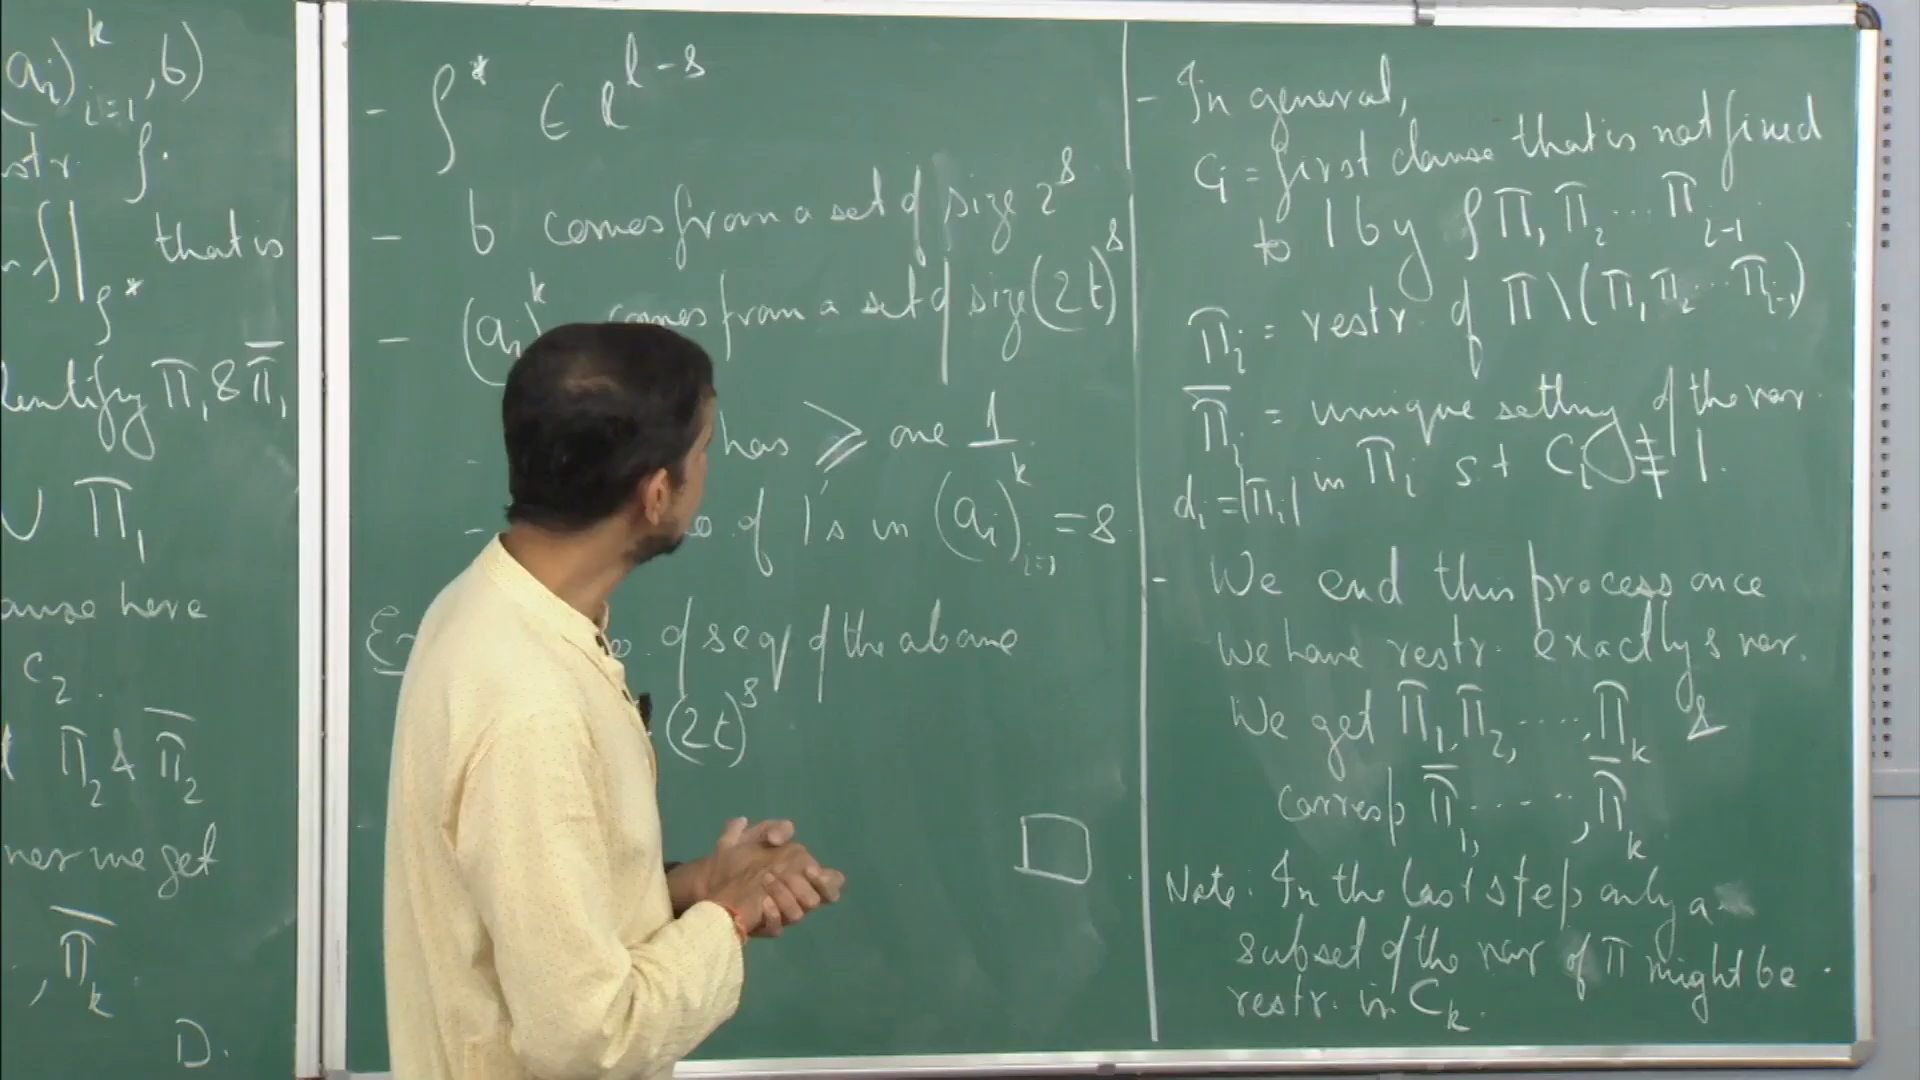 (ai)^k i=1, b)
str ρ.
f|ρ* that is
identify Π1 & Π̄1
∪ Π1
here
C2.
Π2 & Π̄2
we get
, Π̄k
D.
- ρ* ∈ R^{l-s}
- b comes from a set of size 2^s
- (ai)^k comes from a set of size (2t)^s
- has ≥ one 1
- of 1's in (ai)^k i=1 = s
of seq of the above
(2t)^s
- In general,
Ci = first clause that is not fixed
to 1 by ρ Π1 Π2 ... Πi-1
Πi = restr. of Π \ (Π1 Π2 ... Πi-1)
Π̄i = unique setting of the var.
in Πi s.t Ci ≢ 1.
di = |Πi|
- We end this process once
we have restr. exactly s var.
We get Π1, Π2, ...., Πk &
corresp Π̄1, ...., Π̄k
Note: In the last step only a
subset of the var of Π might be
restr. in Ck.